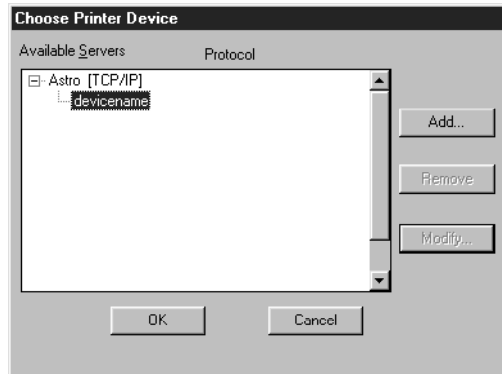 Choose Printer Device
Available Servers Protocol
Astro [TCP/IP]
devicename
Add...
Remove
Modify...
OK Cancel